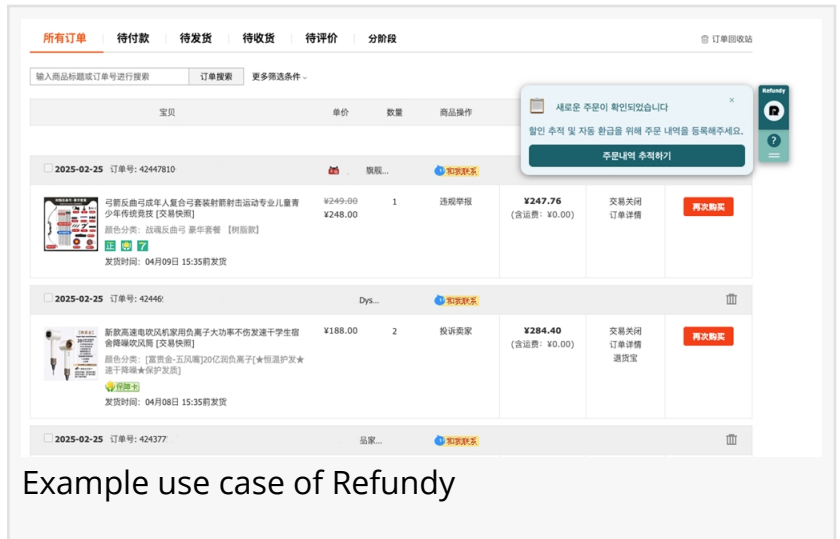 所有订单 待付款 待发货 待收货 待评价 分阶段 订单回收站
输入商品标题或订单号进行搜索 订单搜索 更多筛选条件
宝贝 单价 数量 商品操作
Refundy
새로운 주문이 확인되었습니다 ×
할인 추적 및 자동 환급을 위해 주문 내역을 등록해주세요.
주문내역 추적하기
R
?
2025-02-25 订单号: 42447810 旗舰... 和我联系
弓箭反曲弓成年人复合弓套装射箭射击运动专业儿童青
少年传统竞技 [交易快照]
颜色分类: 战魂反曲弓 豪华套餐 【树脂款】
正 7
发货时间: 04月09日 15:35前发货
¥249.00
¥248.00
1
违规举报
¥247.76
(含运费: ¥0.00)
交易关闭
订单详情
再次购买
2025-02-25 订单号: 42446 Dys... 和我联系
新款高速电吹风机家用负离子大功率不伤发速干学生宿
舍降噪吹风筒 [交易快照]
颜色分类: [富贵金-五风嘴]20亿润负离子[★恒温护发★
速干降噪★保护发质]
保障卡
发货时间: 04月08日 15:35前发货
¥188.00
2
投诉卖家
¥284.40
(含运费: ¥0.00)
交易关闭
订单详情
退货宝
再次购买
2025-02-25 订单号: 424377 品家... 和我联系
Example use case of Refundy